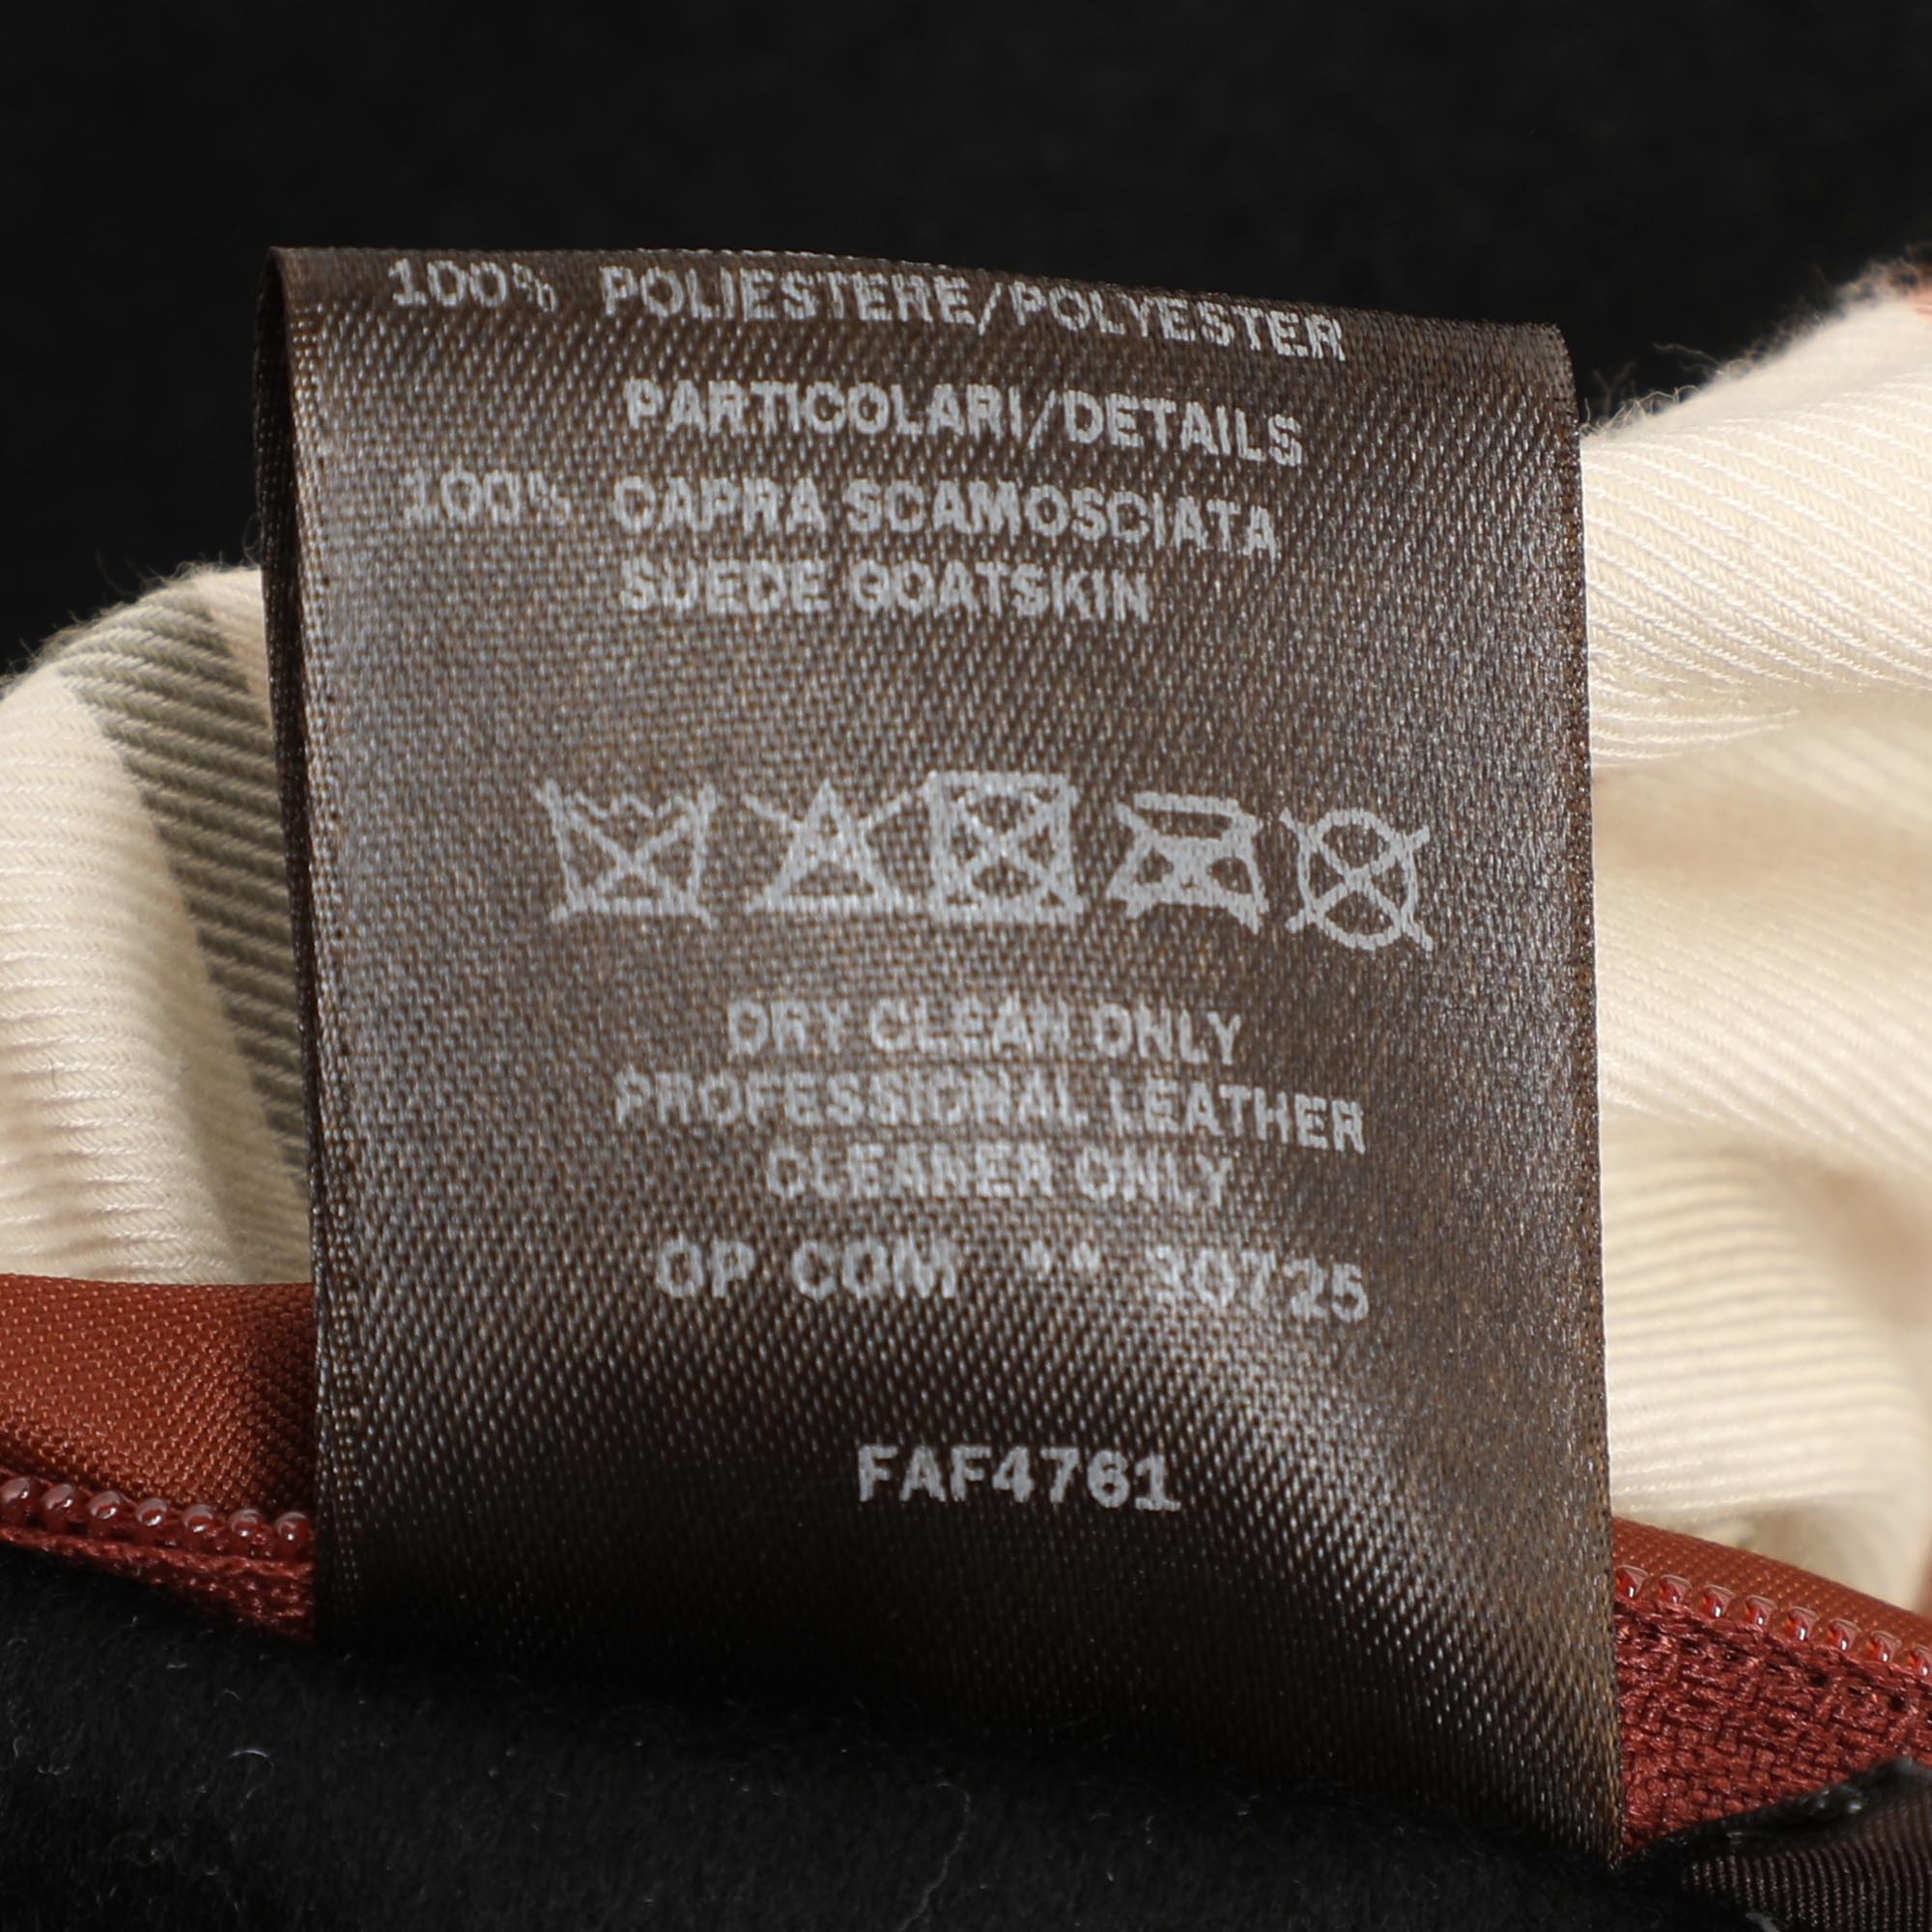 100% POLIESTERE/POLYESTER
PARTICOLARI/DETAILS
100% CAPRA SCAMOSCIATA
SUEDE GOATSKIN
DRY CLEAN ONLY
PROFESSIONAL LEATHER
CLEANER ONLY
OP COM ** 10725
FAF4761